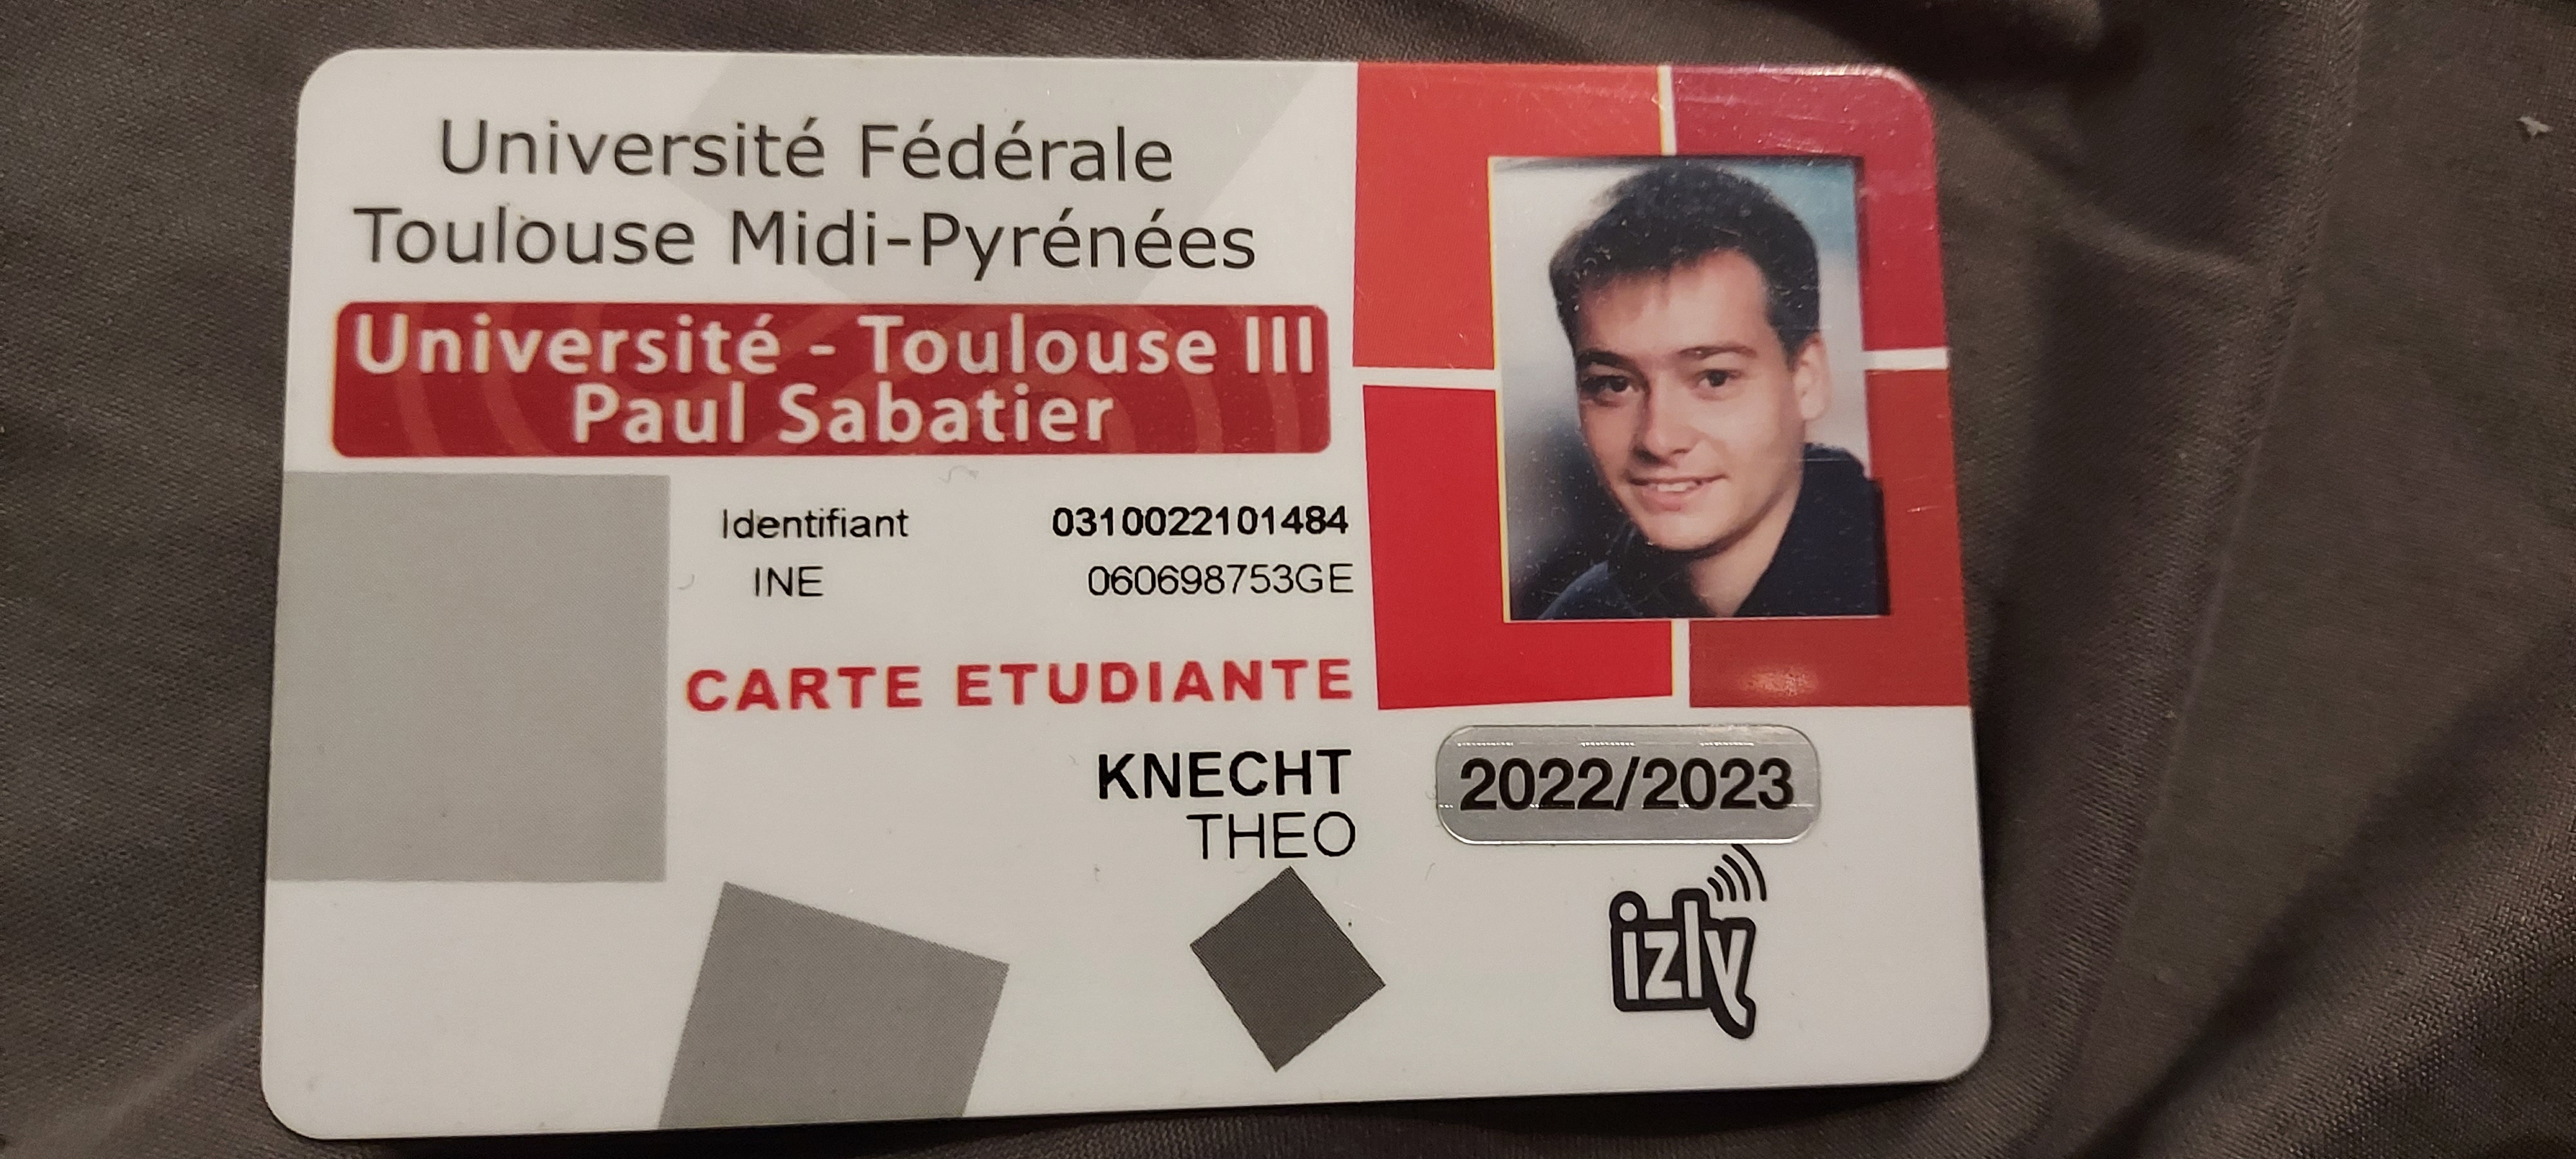 Université Fédérale
Toulouse Midi-Pyrénées
Université - Toulouse III
Paul Sabatier
Identifiant 0310022101484
INE 060698753GE
CARTE ETUDIANTE
KNECHT
THEO
2022/2023
izly